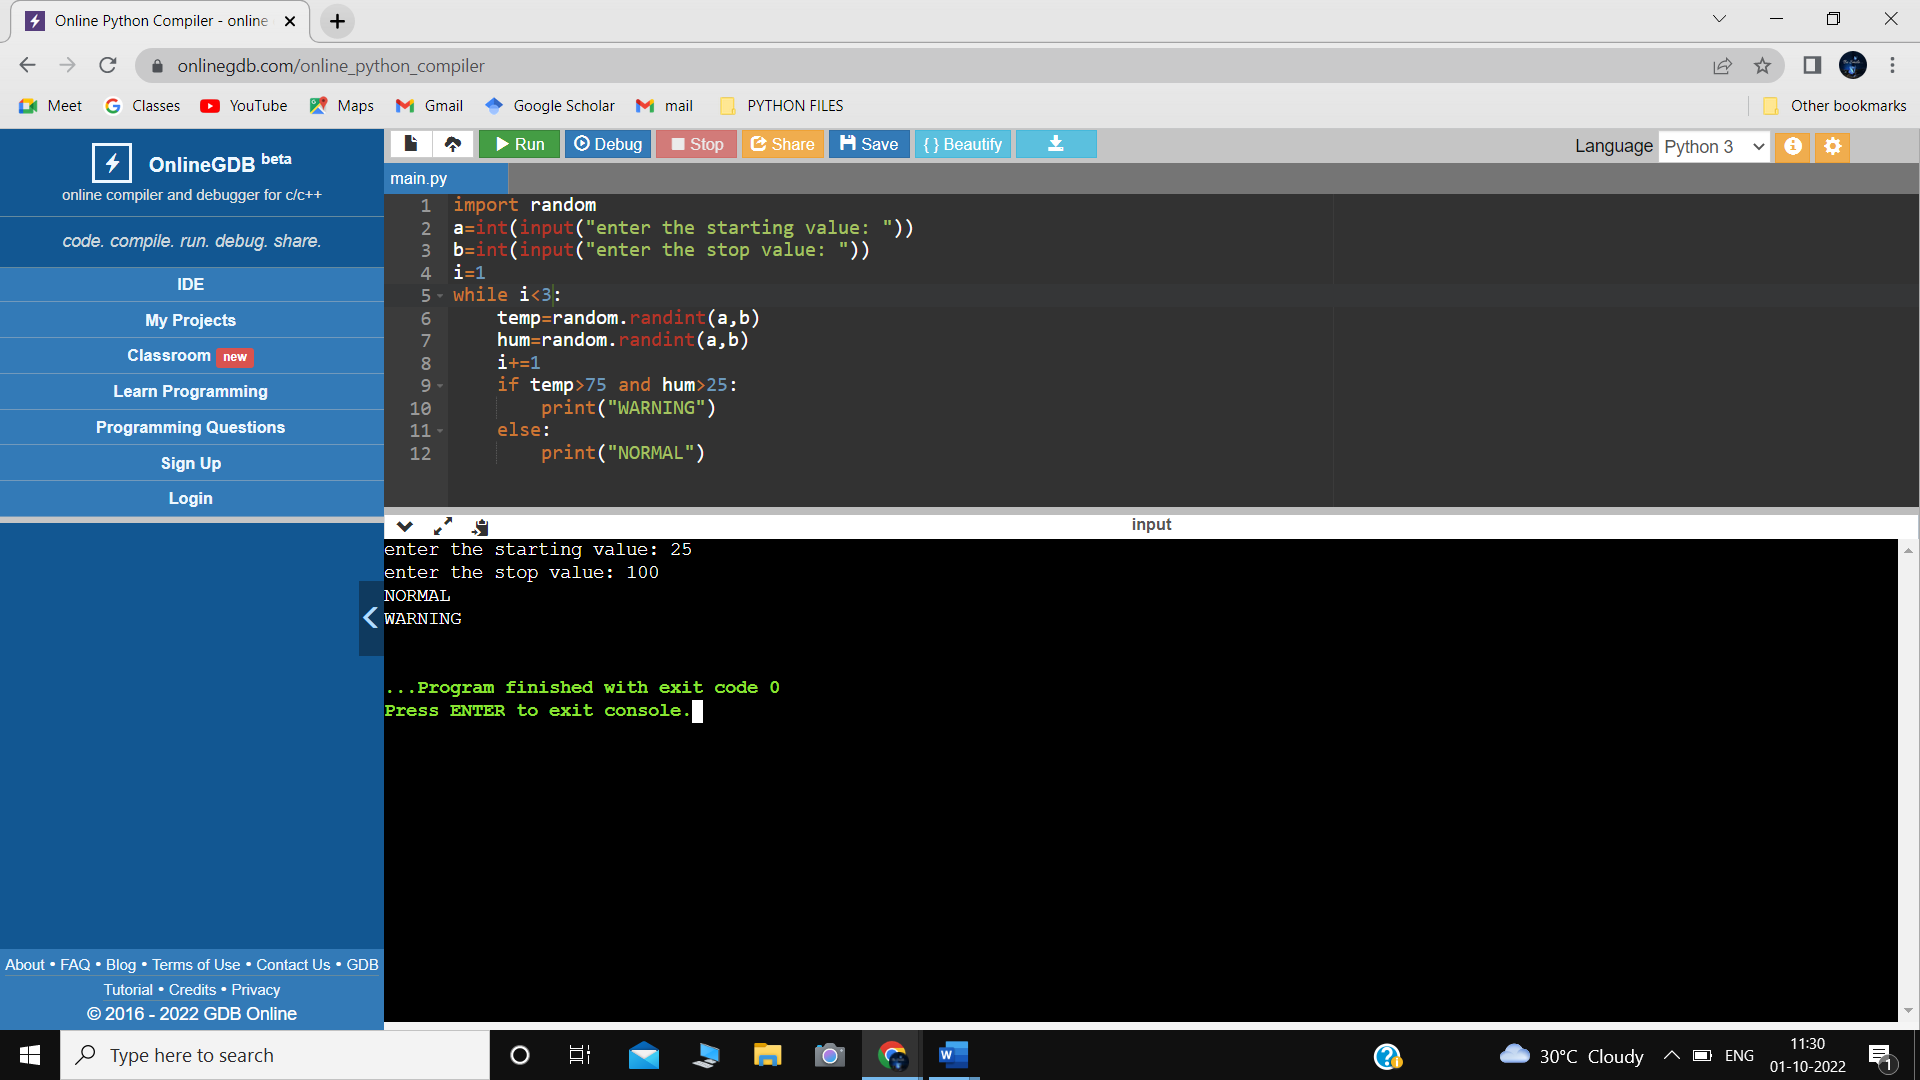 Online Python Compiler - online
onlinegdb.com/online_python_compiler
Meet Classes YouTube Maps Gmail Google Scholar mail PYTHON FILES Other bookmarks
OnlineGDB beta
online compiler and debugger for c/c++
code. compile. run. debug. share.
IDE
My Projects
Classroom new
Learn Programming
Programming Questions
Sign Up
Login
Run Debug Stop Share Save { } Beautify Language Python 3
main.py
1 import random
2 a=int(input("enter the starting value: "))
3 b=int(input("enter the stop value: "))
4 i=1
5 while i<3:
6     temp=random.randint(a,b)
7     hum=random.randint(a,b)
8     i+=1
9     if temp>75 and hum>25:
10         print("WARNING")
11     else:
12         print("NORMAL")
input
enter the starting value: 25
enter the stop value: 100
NORMAL
WARNING
...Program finished with exit code 0
Press ENTER to exit console.
About • FAQ • Blog • Terms of Use • Contact Us • GDB
Tutorial • Credits • Privacy
© 2016 - 2022 GDB Online
Type here to search
30°C Cloudy
ENG
11:30
01-10-2022
1